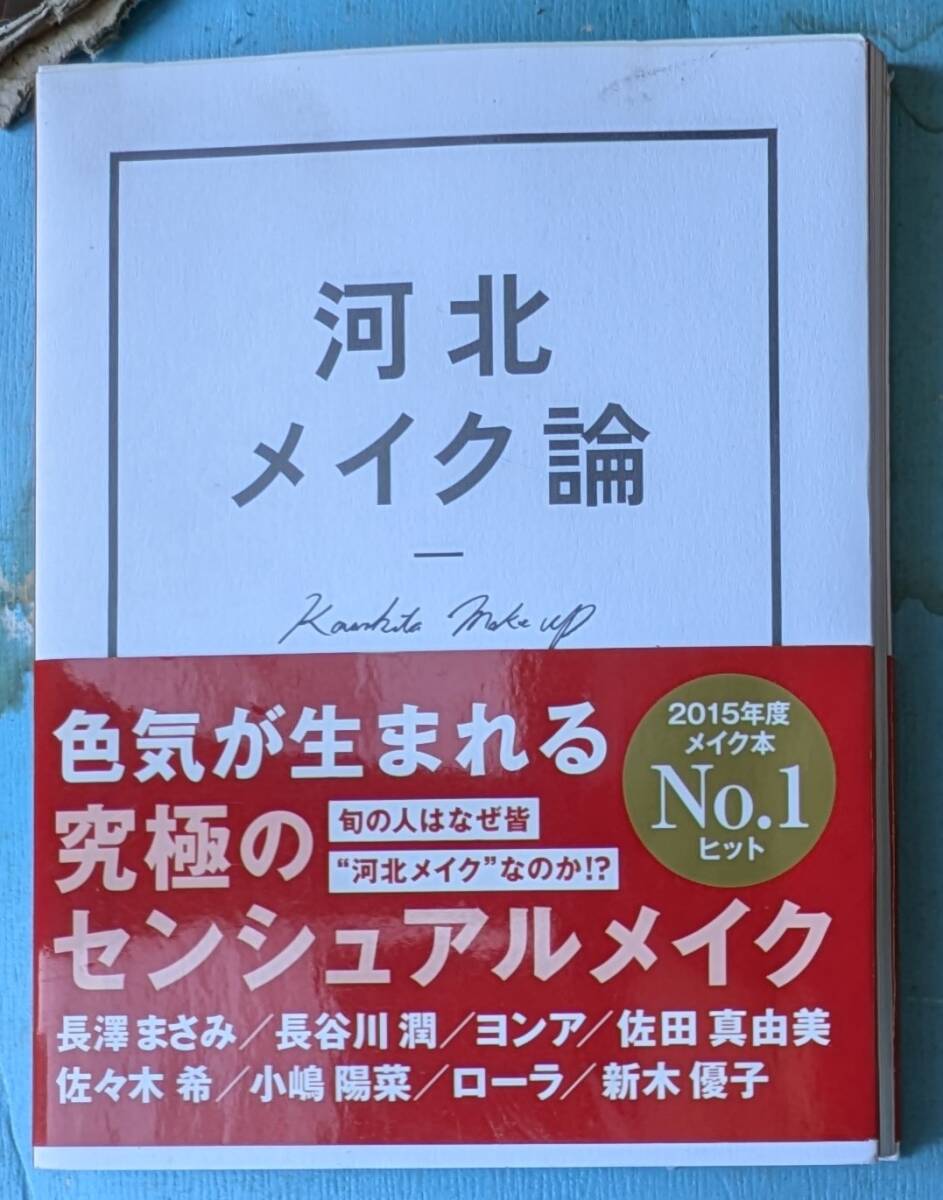 河北
メイク論
Kawakita Make up
色気が生まれる
究極の
旬の人はなぜ皆
“河北メイク”なのか!?
センシュアルメイク
2015年度
メイク本
No.1
ヒット
長澤 まさみ/長谷川 潤/ヨンア/佐田 真由美
佐々木 希/小嶋 陽菜/ローラ/新木 優子